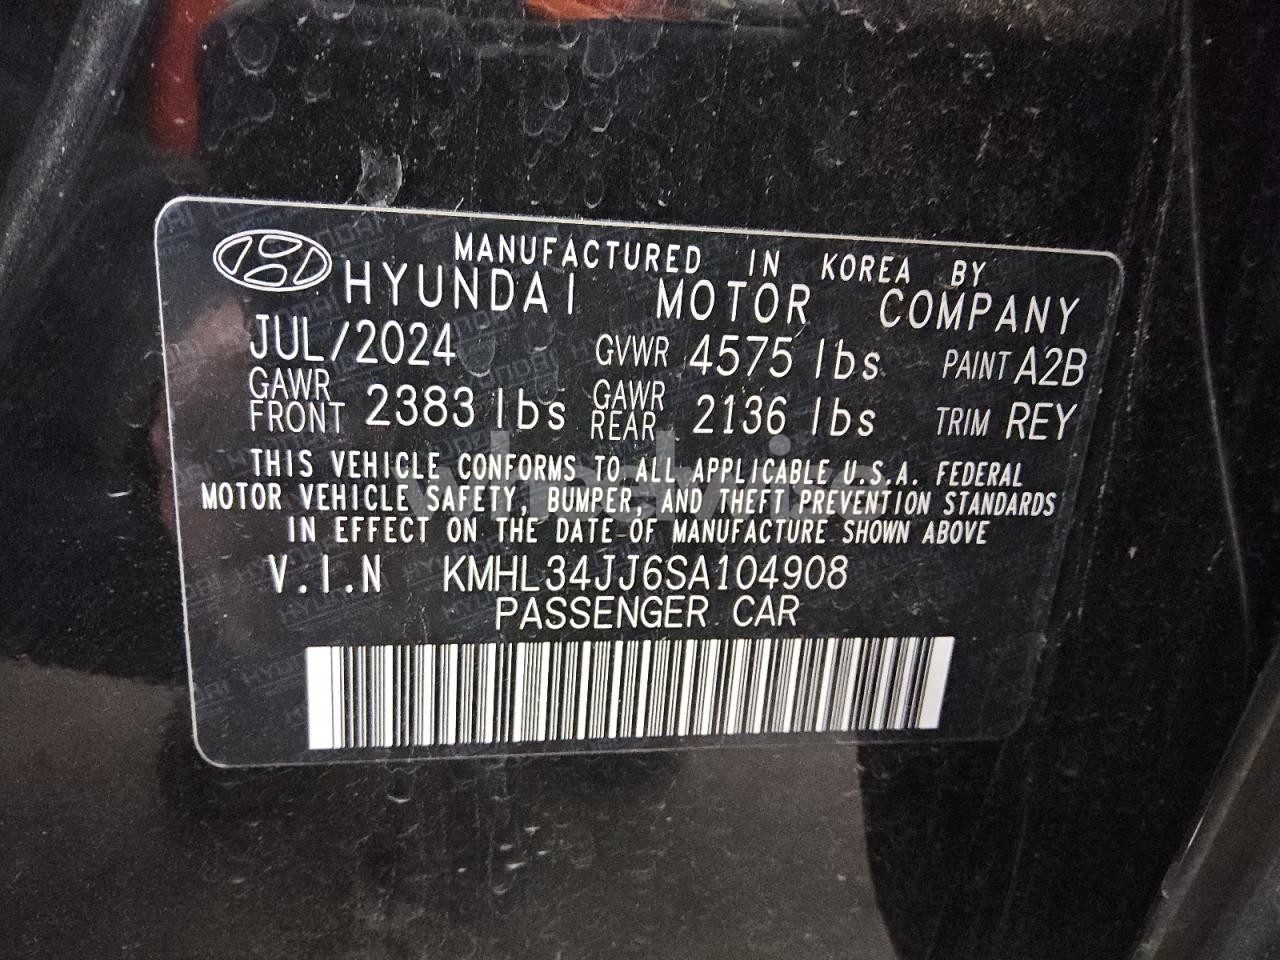 MANUFACTURED IN KOREA BY
HYUNDAI MOTOR COMPANY
JUL/2024 GVWR 4575 lbs PAINT A2B
GAWR FRONT 2383 lbs GAWR REAR 2136 lbs TRIM REY
THIS VEHICLE CONFORMS TO ALL APPLICABLE U.S.A. FEDERAL
MOTOR VEHICLE SAFETY, BUMPER, AND THEFT PREVENTION STANDARDS
IN EFFECT ON THE DATE OF MANUFACTURE SHOWN ABOVE
V.I.N KMHL34JJ6SA104908
PASSENGER CAR